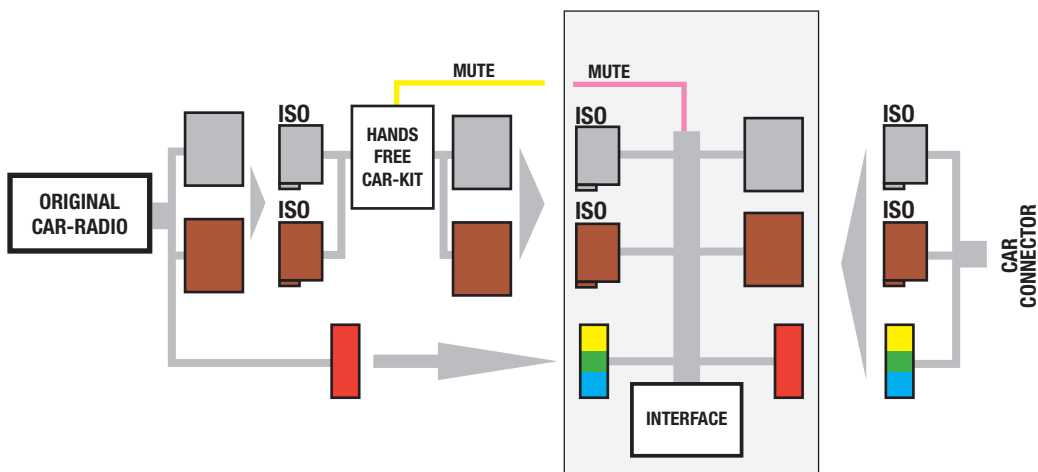 MUTE
MUTE
ISO
HANDS
FREE
CAR-KIT
ISO
ISO
ORIGINAL
CAR-RADIO
ISO
ISO
ISO
CAR
CONNECTOR
INTERFACE